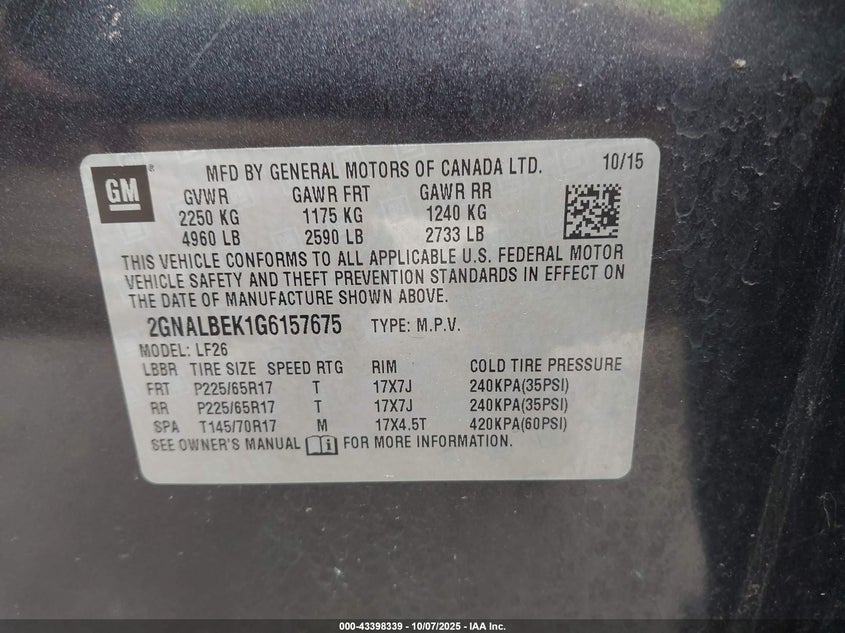 GM ® MFD BY GENERAL MOTORS OF CANADA LTD. 10/15
GVWR GAWR FRT GAWR RR
2250 KG 1175 KG 1240 KG
4960 LB 2590 LB 2733 LB
THIS VEHICLE CONFORMS TO ALL APPLICABLE U.S. FEDERAL MOTOR
VEHICLE SAFETY AND THEFT PREVENTION STANDARDS IN EFFECT ON
THE DATE OF MANUFACTURE SHOWN ABOVE.
2GNALBEK1G6157675 TYPE: M.P.V.
MODEL: LF26
LBBR TIRE SIZE SPEED RTG RIM COLD TIRE PRESSURE
FRT P225/65R17 T 17X7J 240KPA(35PSI)
RR P225/65R17 T 17X7J 240KPA(35PSI)
SPA T145/70R17 M 17X4.5T 420KPA(60PSI)
SEE OWNER'S MANUAL i FOR MORE INFORMATION.
000-43398339 - 10/07/2025 - IAA Inc.